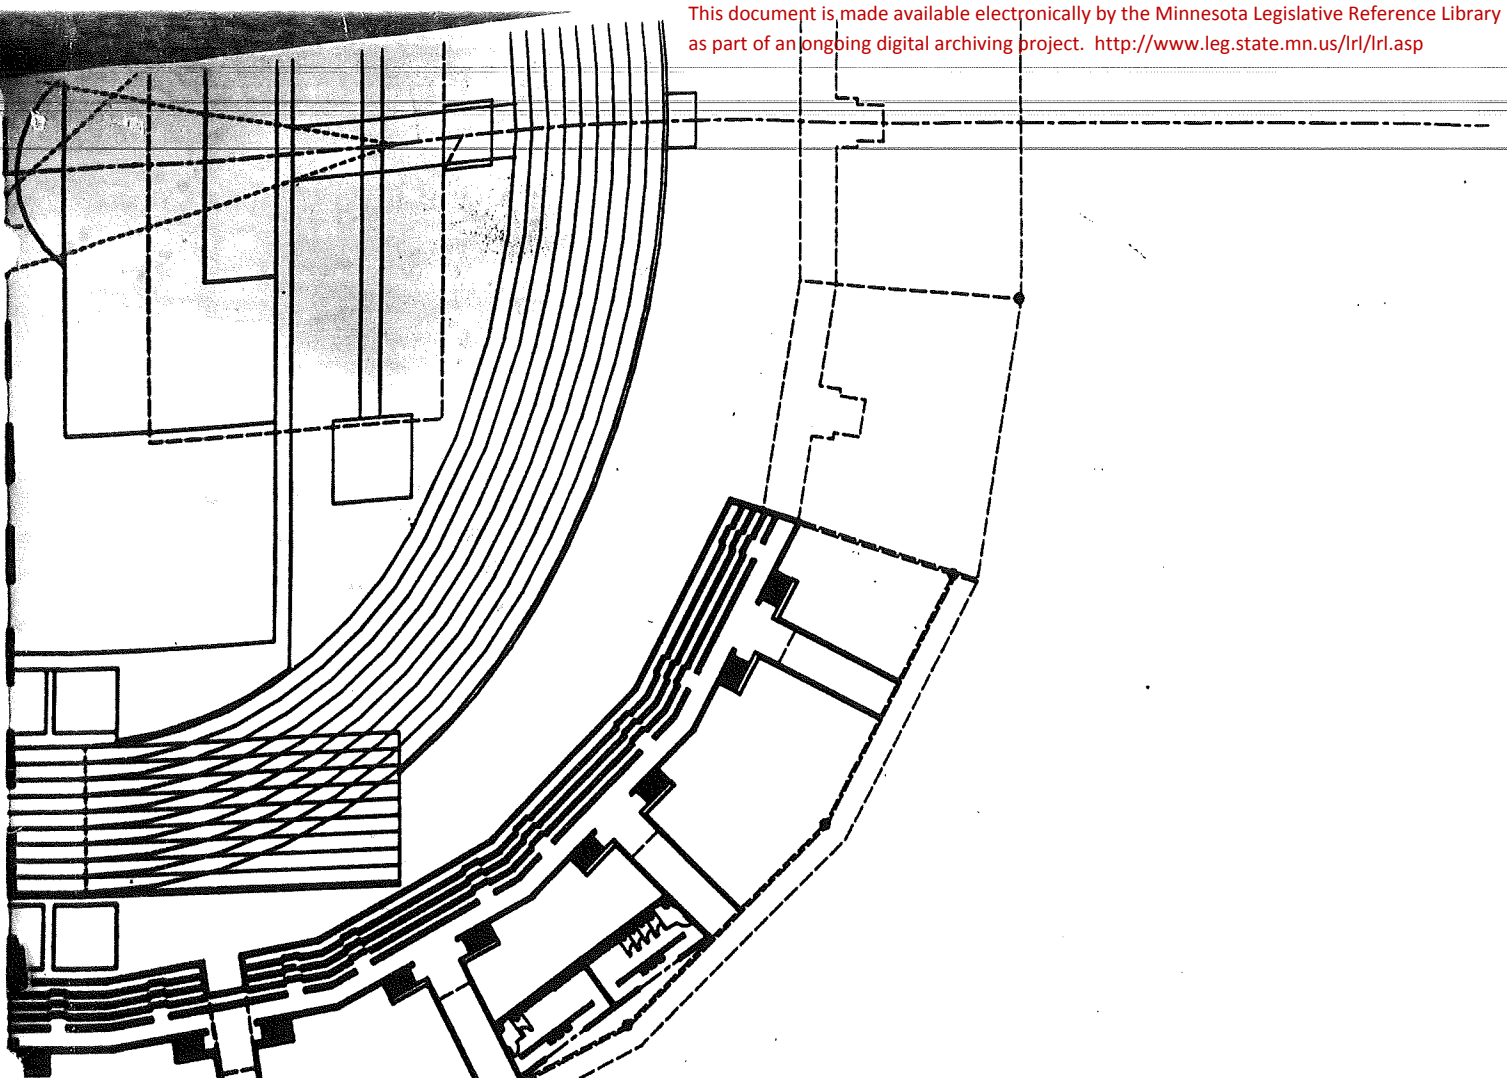 This document is made available electronically by the Minnesota Legislative Reference Library
as part of an ongoing digital archiving project. http://www.leg.state.mn.us/lrl/lrl.asp